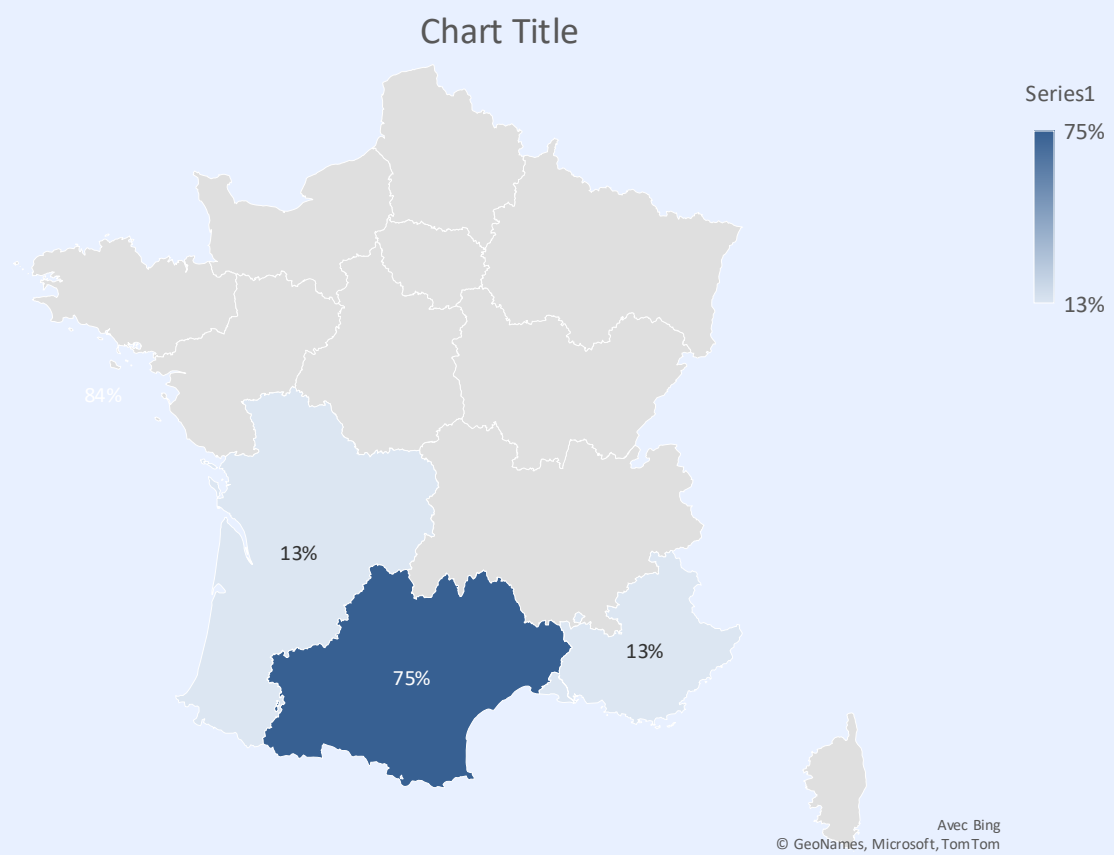 Chart Title
Series1
75%
13%
84%
13%
13%
75%
Avec Bing
© GeoNames, Microsoft, TomTom